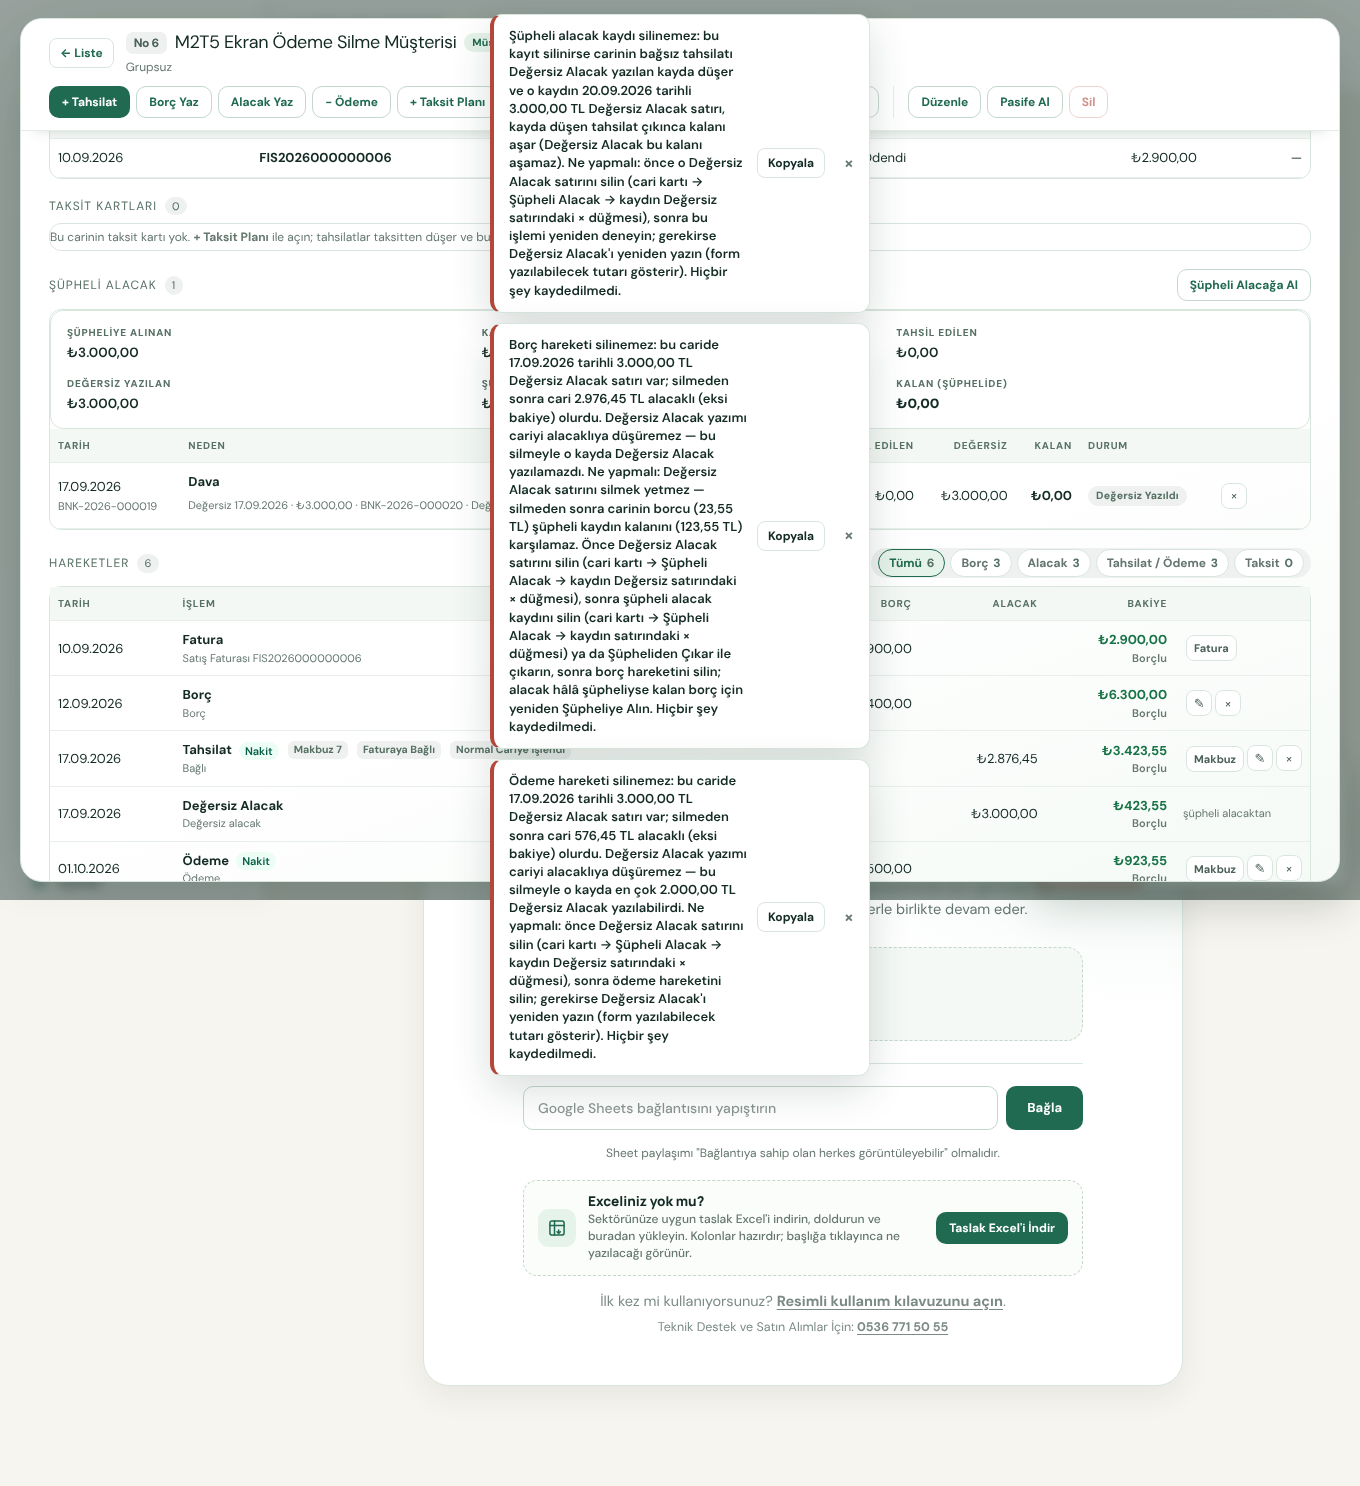 ← Liste
No 6
M2T5 Ekran Ödeme Silme Müşterisi
Grupsuz
+ Tahsilat
Borç Yaz
Alacak Yaz
- Ödeme
+ Taksit Planı
Düzenle
Pasife Al
Sil
10.09.2026
FIS2026000000006
₺2.900,00
—
TAKSİT KARTLARI 0
Bu carinin taksit kartı yok. + Taksit Planı ile açın; tahsilatlar taksitten düşer ve bu
ŞÜPHELİ ALACAK 1
Şüpheli Alacağa Al
ŞÜPHELİYE ALINAN
₺3.000,00
TAHSİL EDİLEN
₺0,00
DEĞERSİZ YAZILAN
₺3.000,00
KALAN (ŞÜPHELİDE)
₺0,00
TARİH
NEDEN
EDİLEN
DEĞERSİZ
KALAN
DURUM
17.09.2026
BNK-2026-000019
Dava
Değersiz 17.09.2026 · ₺3.000,00 · BNK-2026-000020 ·
₺0,00
₺3.000,00
₺0,00
Değersiz Yazıldı
×
HAREKETLER 6
Tümü 6
Borç 3
Alacak 3
Tahsilat / Ödeme 3
Taksit 0
TARİH
İŞLEM
BORÇ
ALACAK
BAKİYE
10.09.2026
Fatura
Satış Faturası FIS2026000000006
₺2.900,00
Borçlu
Fatura
12.09.2026
Borç
Borç
₺6.300,00
Borçlu
✎ ×
17.09.2026
Tahsilat Nakit Makbuz 7 Faturaya Bağlı Normal Cariye İşlendi
Bağlı
₺2.876,45
₺3.423,55
Borçlu
Makbuz ✎ ×
17.09.2026
Değersiz Alacak
Değersiz alacak
₺3.000,00
₺423,55
Borçlu
şüpheli alacaktan
01.10.2026
Ödeme Nakit
Ödeme
₺923,55
Borçlu
Makbuz ✎ ×
Şüpheli alacak kaydı silinemez: bu
kayıt silinirse carinin bağsız tahsilatı
Değersiz Alacak yazılan kayda düşer
ve o kaydın 20.09.2026 tarihli
3.000,00 TL Değersiz Alacak satırı,
kayda düşen tahsilat çıkınca kalanı
aşar (Değersiz Alacak bu kalanı
aşamaz). Ne yapmalı: önce o Değersiz
Alacak satırını silin (cari kartı →
Şüpheli Alacak → kaydın Değersiz
satırındaki × düğmesi), sonra bu
işlemi yeniden deneyin; gerekirse
Değersiz Alacak'ı yeniden yazın (form
yazılabilecek tutarı gösterir). Hiçbir
şey kaydedilmedi.
Kopyala
×
Borç hareketi silinemez: bu caride
17.09.2026 tarihli 3.000,00 TL
Değersiz Alacak satırı var; silmeden
sonra cari 2.976,45 TL alacaklı (eksi
bakiye) olurdu. Değersiz Alacak yazımı
cariyi alacaklıya düşüremez — bu
silmeyle o kayda Değersiz Alacak
yazılamazdı. Ne yapmalı: Değersiz
Alacak satırını silmek yetmez —
silmeden sonra carinin borcu (23,55
TL) şüpheli kaydın kalanını (123,55 TL)
karşılamaz. Önce Değersiz Alacak
satırını silin (cari kartı → Şüpheli
Alacak → kaydın Değersiz satırındaki
× düğmesi), sonra şüpheli alacak
kaydını silin (cari kartı → Şüpheli
Alacak → kaydın satırındaki ×
düğmesi) ya da Şüpheliden Çıkar ile
çıkarın, sonra borç hareketini silin;
alacak hâlâ şüpheliyse kalan borç için
yeniden Şüpheliye Alın. Hiçbir şey
kaydedilmedi.
Kopyala
×
Ödeme hareketi silinemez: bu caride
17.09.2026 tarihli 3.000,00 TL
Değersiz Alacak satırı var; silmeden
sonra cari 576,45 TL alacaklı (eksi
bakiye) olurdu. Değersiz Alacak yazımı
cariyi alacaklıya düşüremez — bu
silmeyle o kayda en çok 2.000,00 TL
Değersiz Alacak yazılabilirdi. Ne
yapmalı: önce Değersiz Alacak satırını
silin (cari kartı → Şüpheli Alacak →
kaydın Değersiz satırındaki ×
düğmesi), sonra ödeme hareketini
silin; gerekirse Değersiz Alacak'ı
yeniden yazın (form yazılabilecek
tutarı gösterir). Hiçbir şey
kaydedilmedi.
Kopyala
×
birlikte devam eder.
Google Sheets bağlantısını yapıştırın
Bağla
Sheet paylaşımı "Bağlantıya sahip olan herkes görüntüleyebilir" olmalıdır.
Exceliniz yok mu?
Sektörünüze uygun taslak Excel'i indirin, doldurun ve
buradan yükleyin. Kolonlar hazırdır; başlığa tıklayınca ne
yazılacağı görünür.
Taslak Excel'i İndir
İlk kez mi kullanıyorsunuz? Resimli kullanım kılavuzunu açın.
Teknik Destek ve Satın Alımlar İçin: 0536 771 50 55